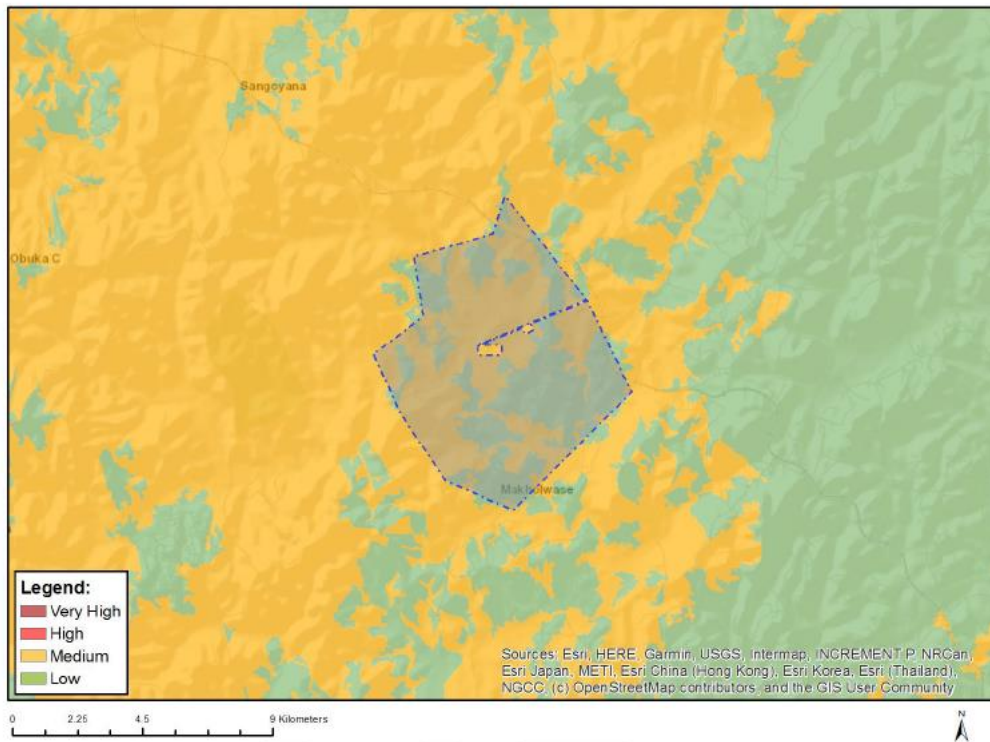 Sangoyana
Obuka C
Makholwase
Legend:
Very High
High
Medium
Low
Sources: Esri, HERE, Garmin, USGS, Intermap, INCREMENT P, NRCan,
Esri Japan, METI, Esri China (Hong Kong), Esri Korea, Esri (Thailand),
NGCC, (c) OpenStreetMap contributors, and the GIS User Community
0 2.25 4.5 9 Kilometers
N